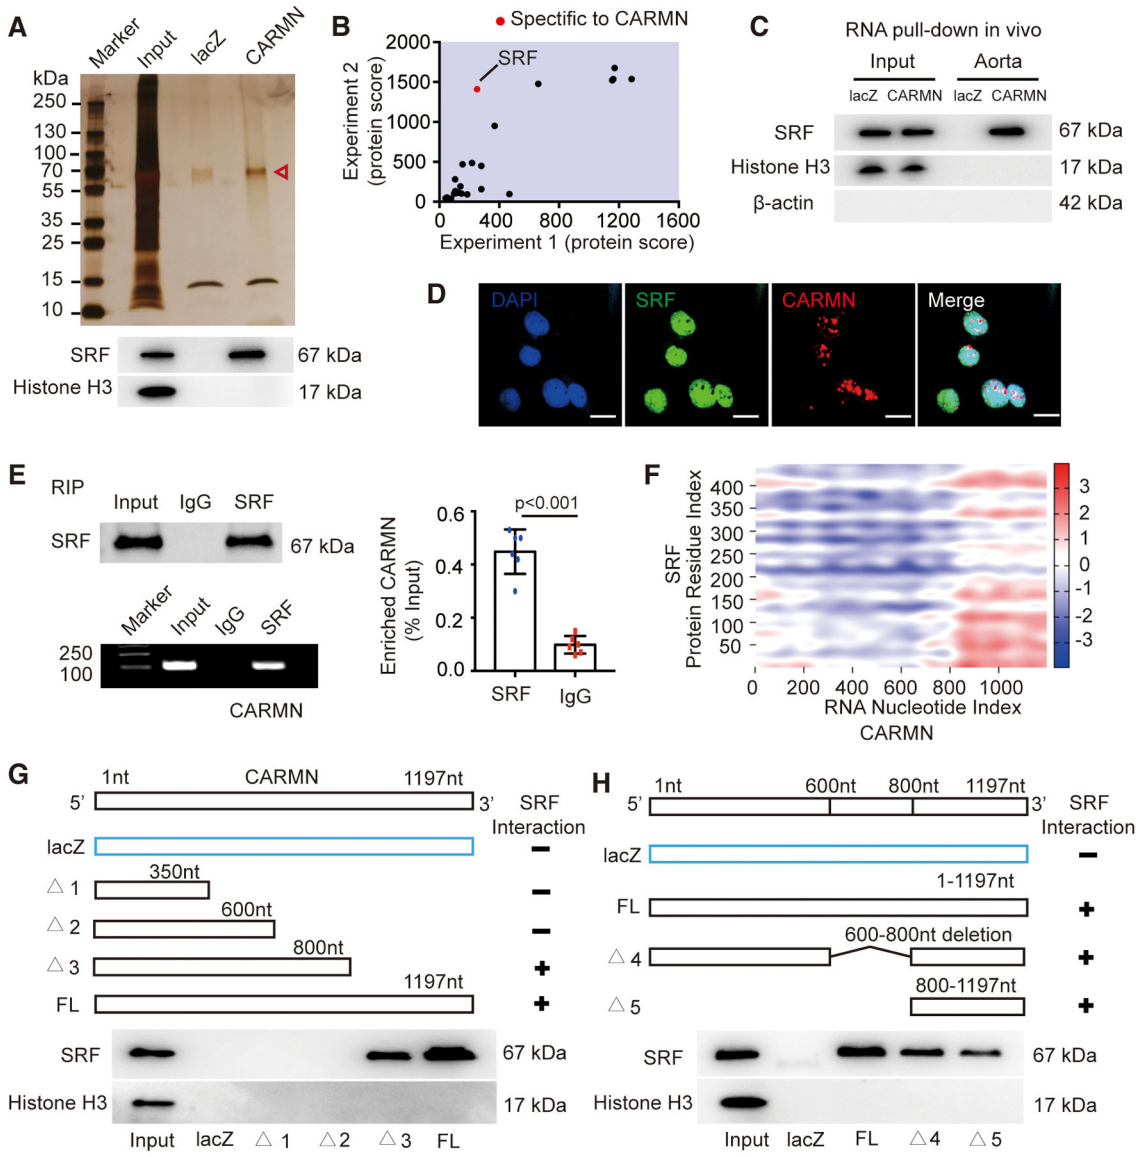 A
Marker
Input
lacZ
CARMN
kDa
250
130
100
70
55
35
25
15
10
SRF
67 kDa
Histone H3
17 kDa
B
Spectific to CARMN
Experiment 2
(protein score)
2000
1500
1000
500
0
SRF
0 400 800 1200 1600
Experiment 1 (protein score)
C
RNA pull-down in vivo
Input Aorta
lacZ CARMN lacZ CARMN
SRF 67 kDa
Histone H3 17 kDa
β-actin 42 kDa
D
DAPI SRF CARMN Merge
E
RIP
Input IgG SRF
SRF 67 kDa
Marker
Input
IgG
SRF
250
100
CARMN
Enriched CARMN
(% Input)
0.6
0.4
0.2
0.0
p<0.001
SRF IgG
F
SRF
Protein Residue Index
400
350
300
250
200
150
100
50
0 200 400 600 800 1000
RNA Nucleotide Index
CARMN
3
2
1
0
-1
-2
-3
G
1nt CARMN 1197nt
5’ 3’
SRF
Interaction
lacZ −
△ 1 350nt −
△ 2 600nt −
△ 3 800nt +
FL 1197nt +
SRF 67 kDa
Histone H3 17 kDa
Input lacZ △ 1 △ 2 △ 3 FL
H
1nt 600nt 800nt 1197nt
5’ 3’
SRF
Interaction
lacZ −
1-1197nt
FL +
600-800nt deletion
△ 4 +
800-1197nt
△ 5 +
SRF 67 kDa
Histone H3 17 kDa
Input lacZ FL △ 4 △ 5